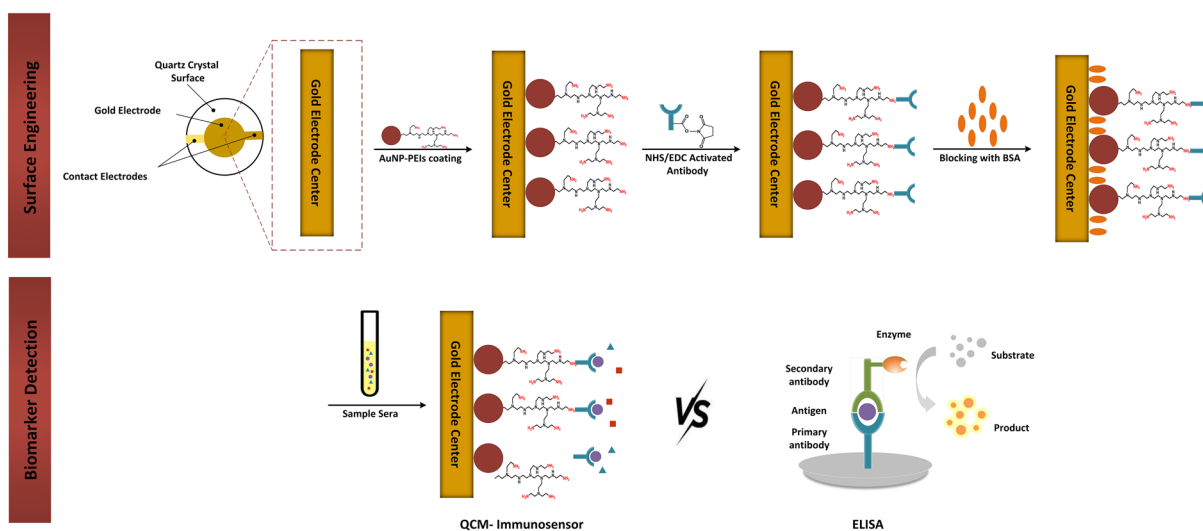 Surface Engineering
Quartz Crystal
Surface
Gold Electrode
Contact Electrodes
Gold Electrode Center
AuNP-PEIs coating
Gold Electrode Center
NHS/EDC Activated
Antibody
Gold Electrode Center
Blocking with BSA
Gold Electrode Center
Biomarker Detection
Sample Sera
Gold Electrode Center
QCM- Immunosensor
VS
Enzyme
Substrate
Secondary
antibody
Antigen
Product
Primary
antibody
ELISA